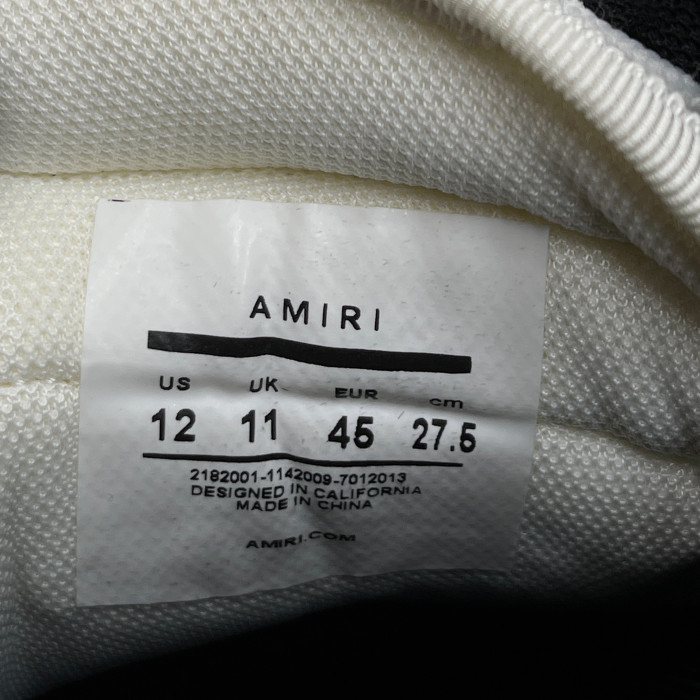 AMIRI
US UK EUR cm
12 11 45 27.5
2182001-1142009-7012013
DESIGNED IN CALIFORNIA
MADE IN CHINA
AMIRI.COM